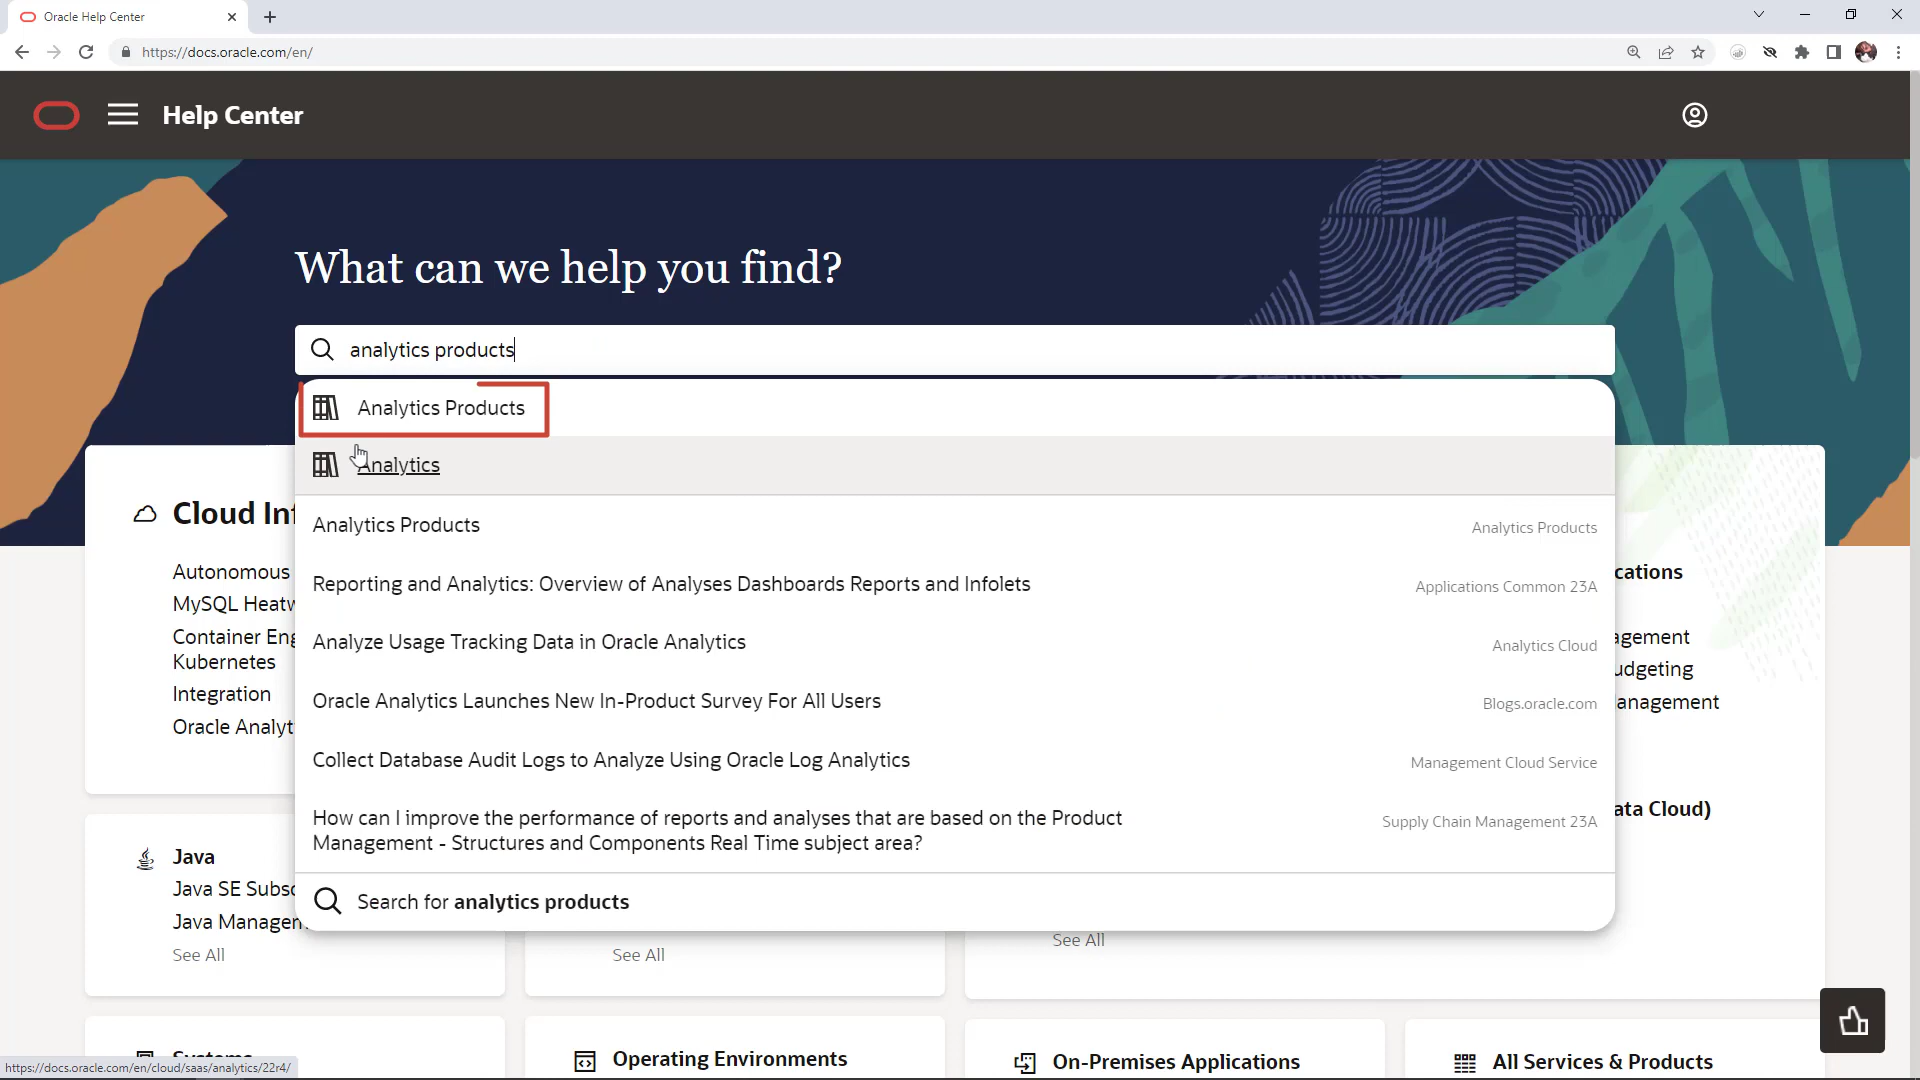 Oracle Help Center
https://docs.oracle.com/en/
Help Center
What can we help you find?
analytics products
Analytics Products
Analytics
Analytics Products Analytics Products
Reporting and Analytics: Overview of Analyses Dashboards Reports and Infolets Applications Common 23A
Analyze Usage Tracking Data in Oracle Analytics Analytics Cloud
Oracle Analytics Launches New In-Product Survey For All Users Blogs.oracle.com
Collect Database Audit Logs to Analyze Using Oracle Log Analytics Management Cloud Service
How can I improve the performance of reports and analyses that are based on the Product
Management - Structures and Components Real Time subject area? Supply Chain Management 23A
Search for analytics products
Cloud Inf
Autonomous
MySQL Heatw
Container Eng
Kubernetes
Integration
Oracle Analyt
cations
agement
udgeting
anagement
ata Cloud)
Java
Java SE Subsc
Java Managem
See All
See All
See All
Systems
Operating Environments
On-Premises Applications
All Services & Products
https://docs.oracle.com/en/cloud/saas/analytics/22r4/